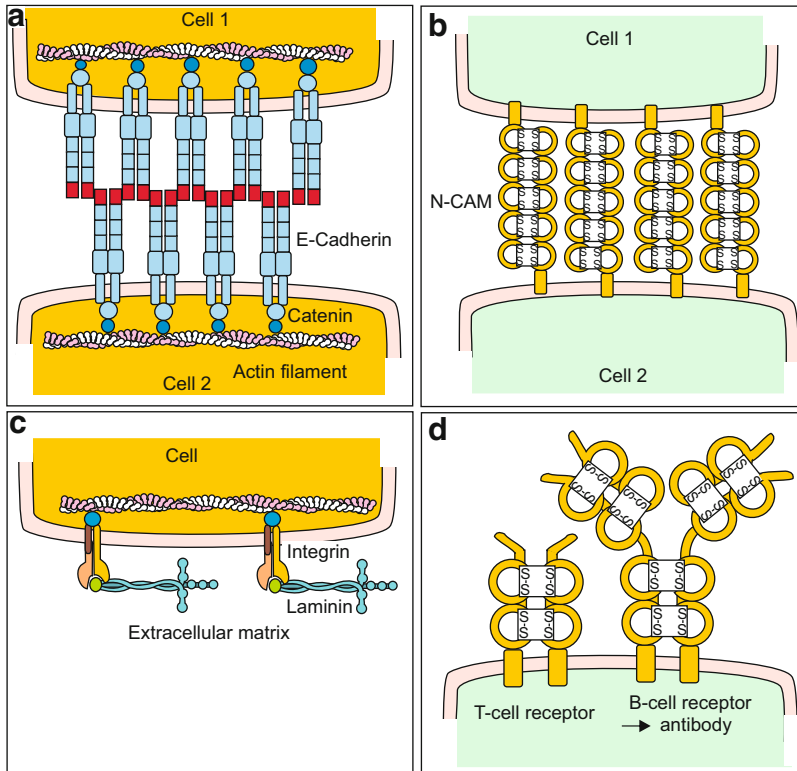 a
Cell 1
E-Cadherin
Catenin
Actin filament
Cell 2
b
Cell 1
N-CAM
S S S S S S S S
S S S S S S S S
S S S S S S S S
S S S S S S S S
S S S S S S S S
S S S S S S S S
S S S S S S S S
S S S S S S S S
S S S S S S S S
S S S S S S S S
Cell 2
c
Cell
Integrin
Laminin
Extracellular matrix
d
S-S S-S
S-S S-S
S-S S-S
S-S S-S
S-S S-S
S-S S-S
S-S S-S
S-S S-S
T-cell receptor
B-cell receptor
antibody